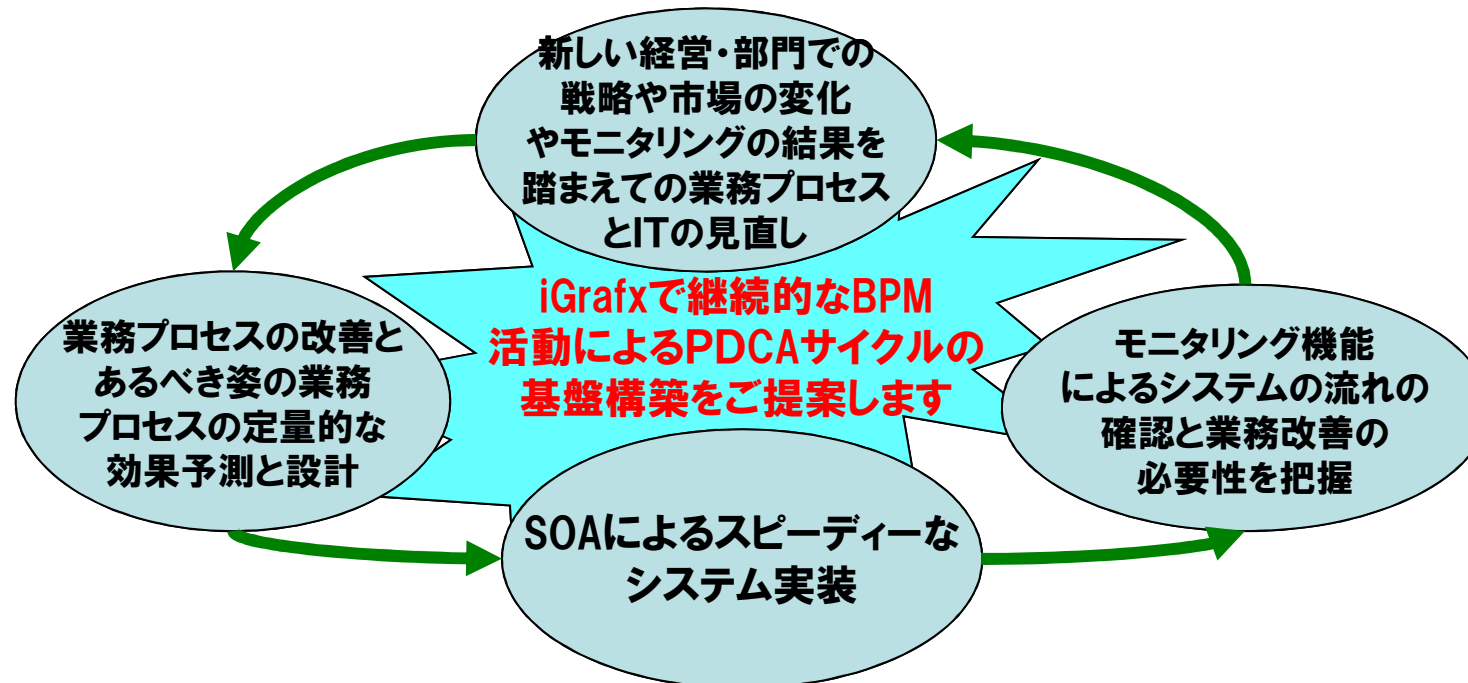 新しい経営・部門での
戦略や市場の変化
やモニタリングの結果を
踏まえての業務プロセス
とITの見直し
iGrafxで継続的なBPM
活動によるPDCAサイクルの
基盤構築をご提案します
業務プロセスの改善と
あるべき姿の業務
プロセスの定量的な
効果予測と設計
モニタリング機能
によるシステムの流れの
確認と業務改善の
必要性を把握
SOAによるスピーディーな
システム実装